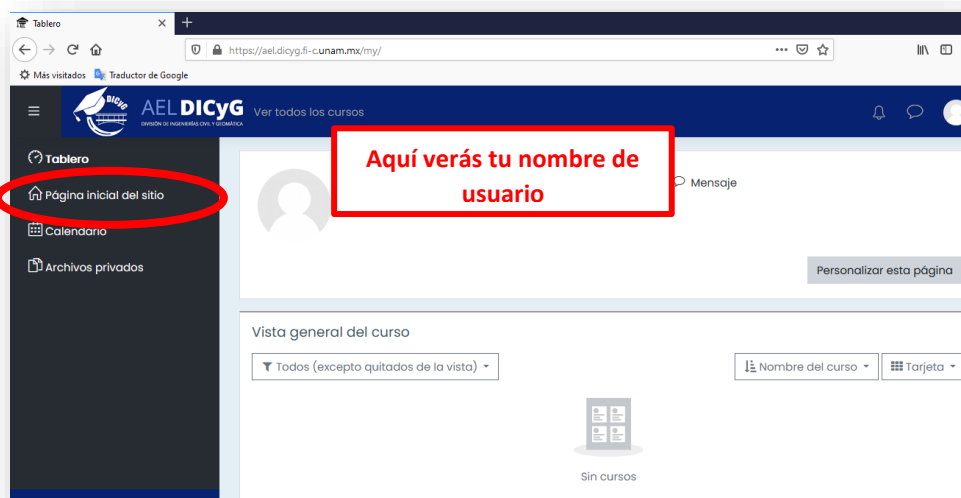 Tablero
https://ael.dicyg.fi-c.unam.mx/my/
Más visitados Traductor de Google
DICyG
AEL DICyG
DIVISIÓN DE INGENIERÍAS CIVIL Y GEOMÁTICA
Ver todos los cursos
Tablero
Página inicial del sitio
Calendario
Archivos privados
Aquí verás tu nombre de
usuario
Mensaje
Personalizar esta página
Vista general del curso
Todos (excepto quitados de la vista)
Nombre del curso
Tarjeta
Sin cursos